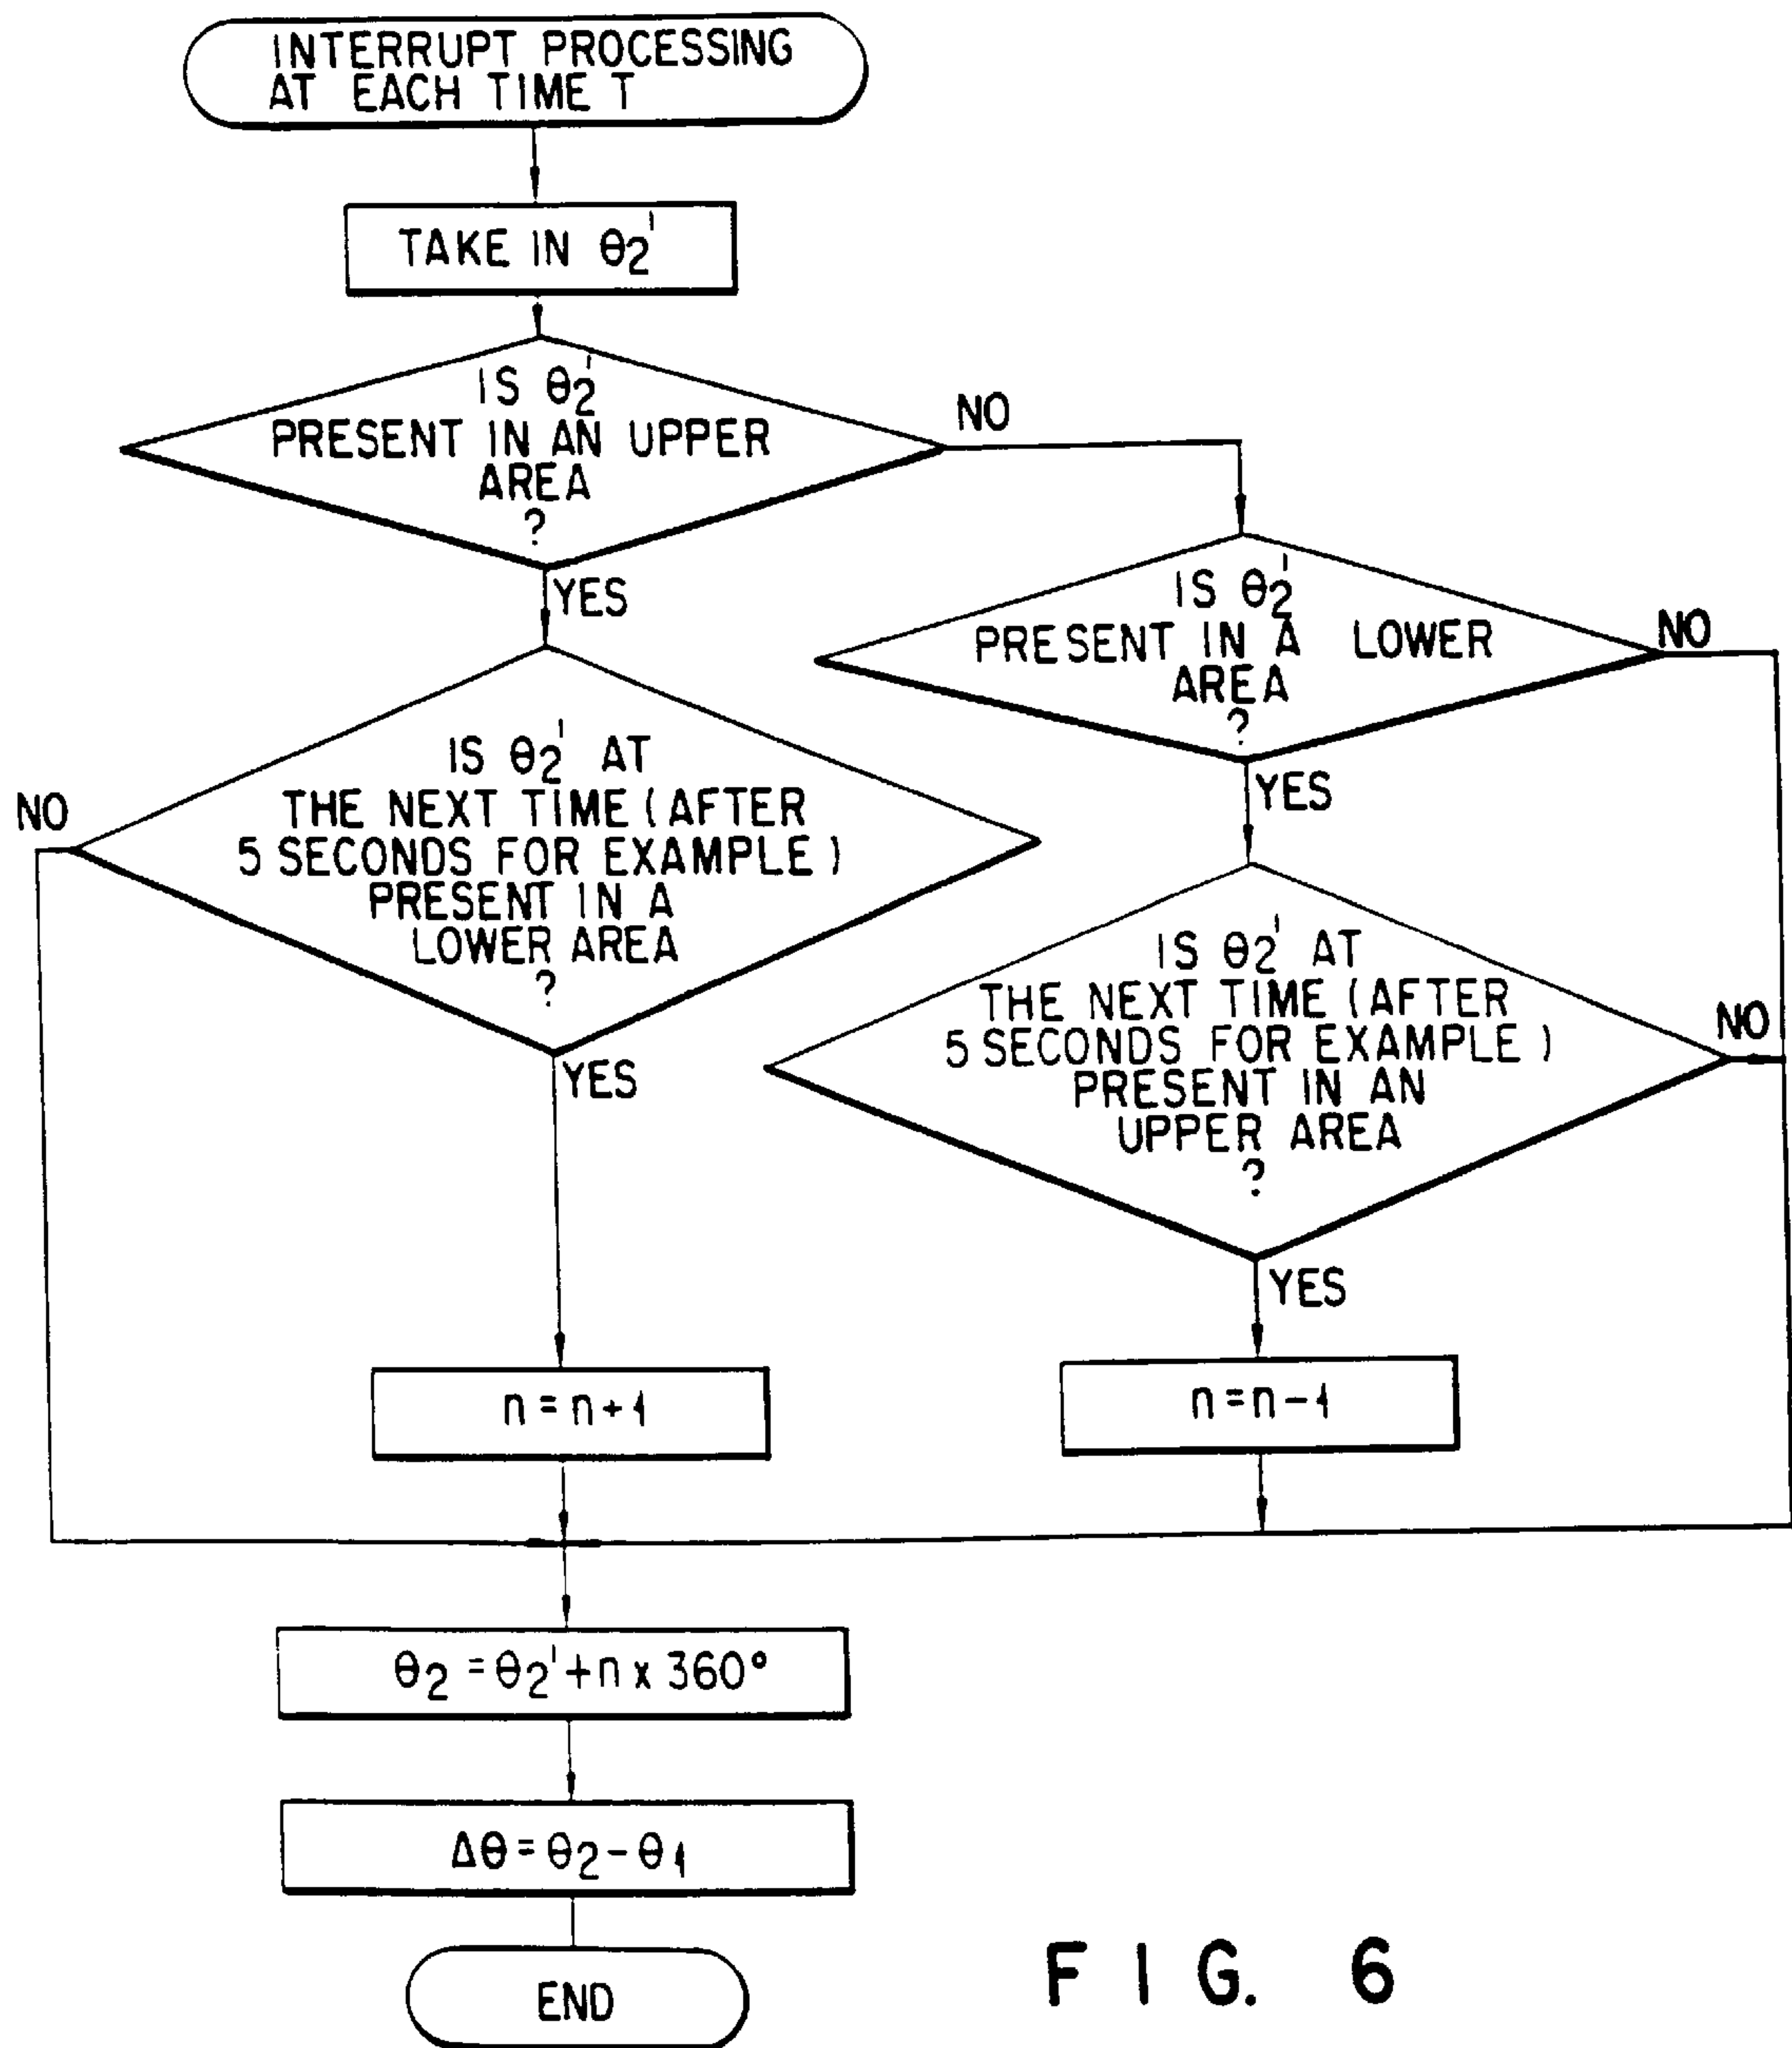 INTERRUPT PROCESSING
AT EACH TIME T
TAKE IN θ2'
IS θ2'
PRESENT IN AN UPPER
AREA
?
NO
YES
IS θ2'
PRESENT IN A LOWER
AREA
?
NO
YES
IS θ2' AT
THE NEXT TIME (AFTER
5 SECONDS FOR EXAMPLE)
PRESENT IN A
LOWER AREA
?
NO
YES
IS θ2' AT
THE NEXT TIME (AFTER
5 SECONDS FOR EXAMPLE)
PRESENT IN AN
UPPER AREA
?
NO
YES
n=n+1
n=n-1
θ2=θ2'+n x 360°
Δθ=θ2-θ1
END
FIG. 6